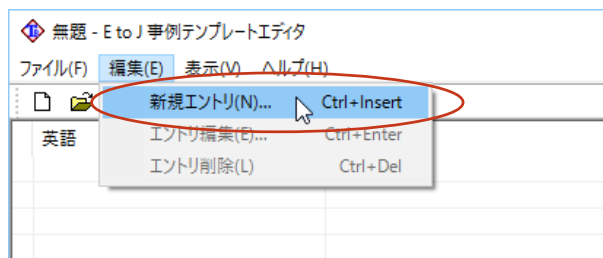 無題 - E to J 事例テンプレートエディタ
ファイル(F) 編集(E) 表示(V) ヘルプ(H)
新規エントリ(N)... Ctrl+Insert
英語 エントリ編集(E)... Ctrl+Enter
エントリ削除(L) Ctrl+Del